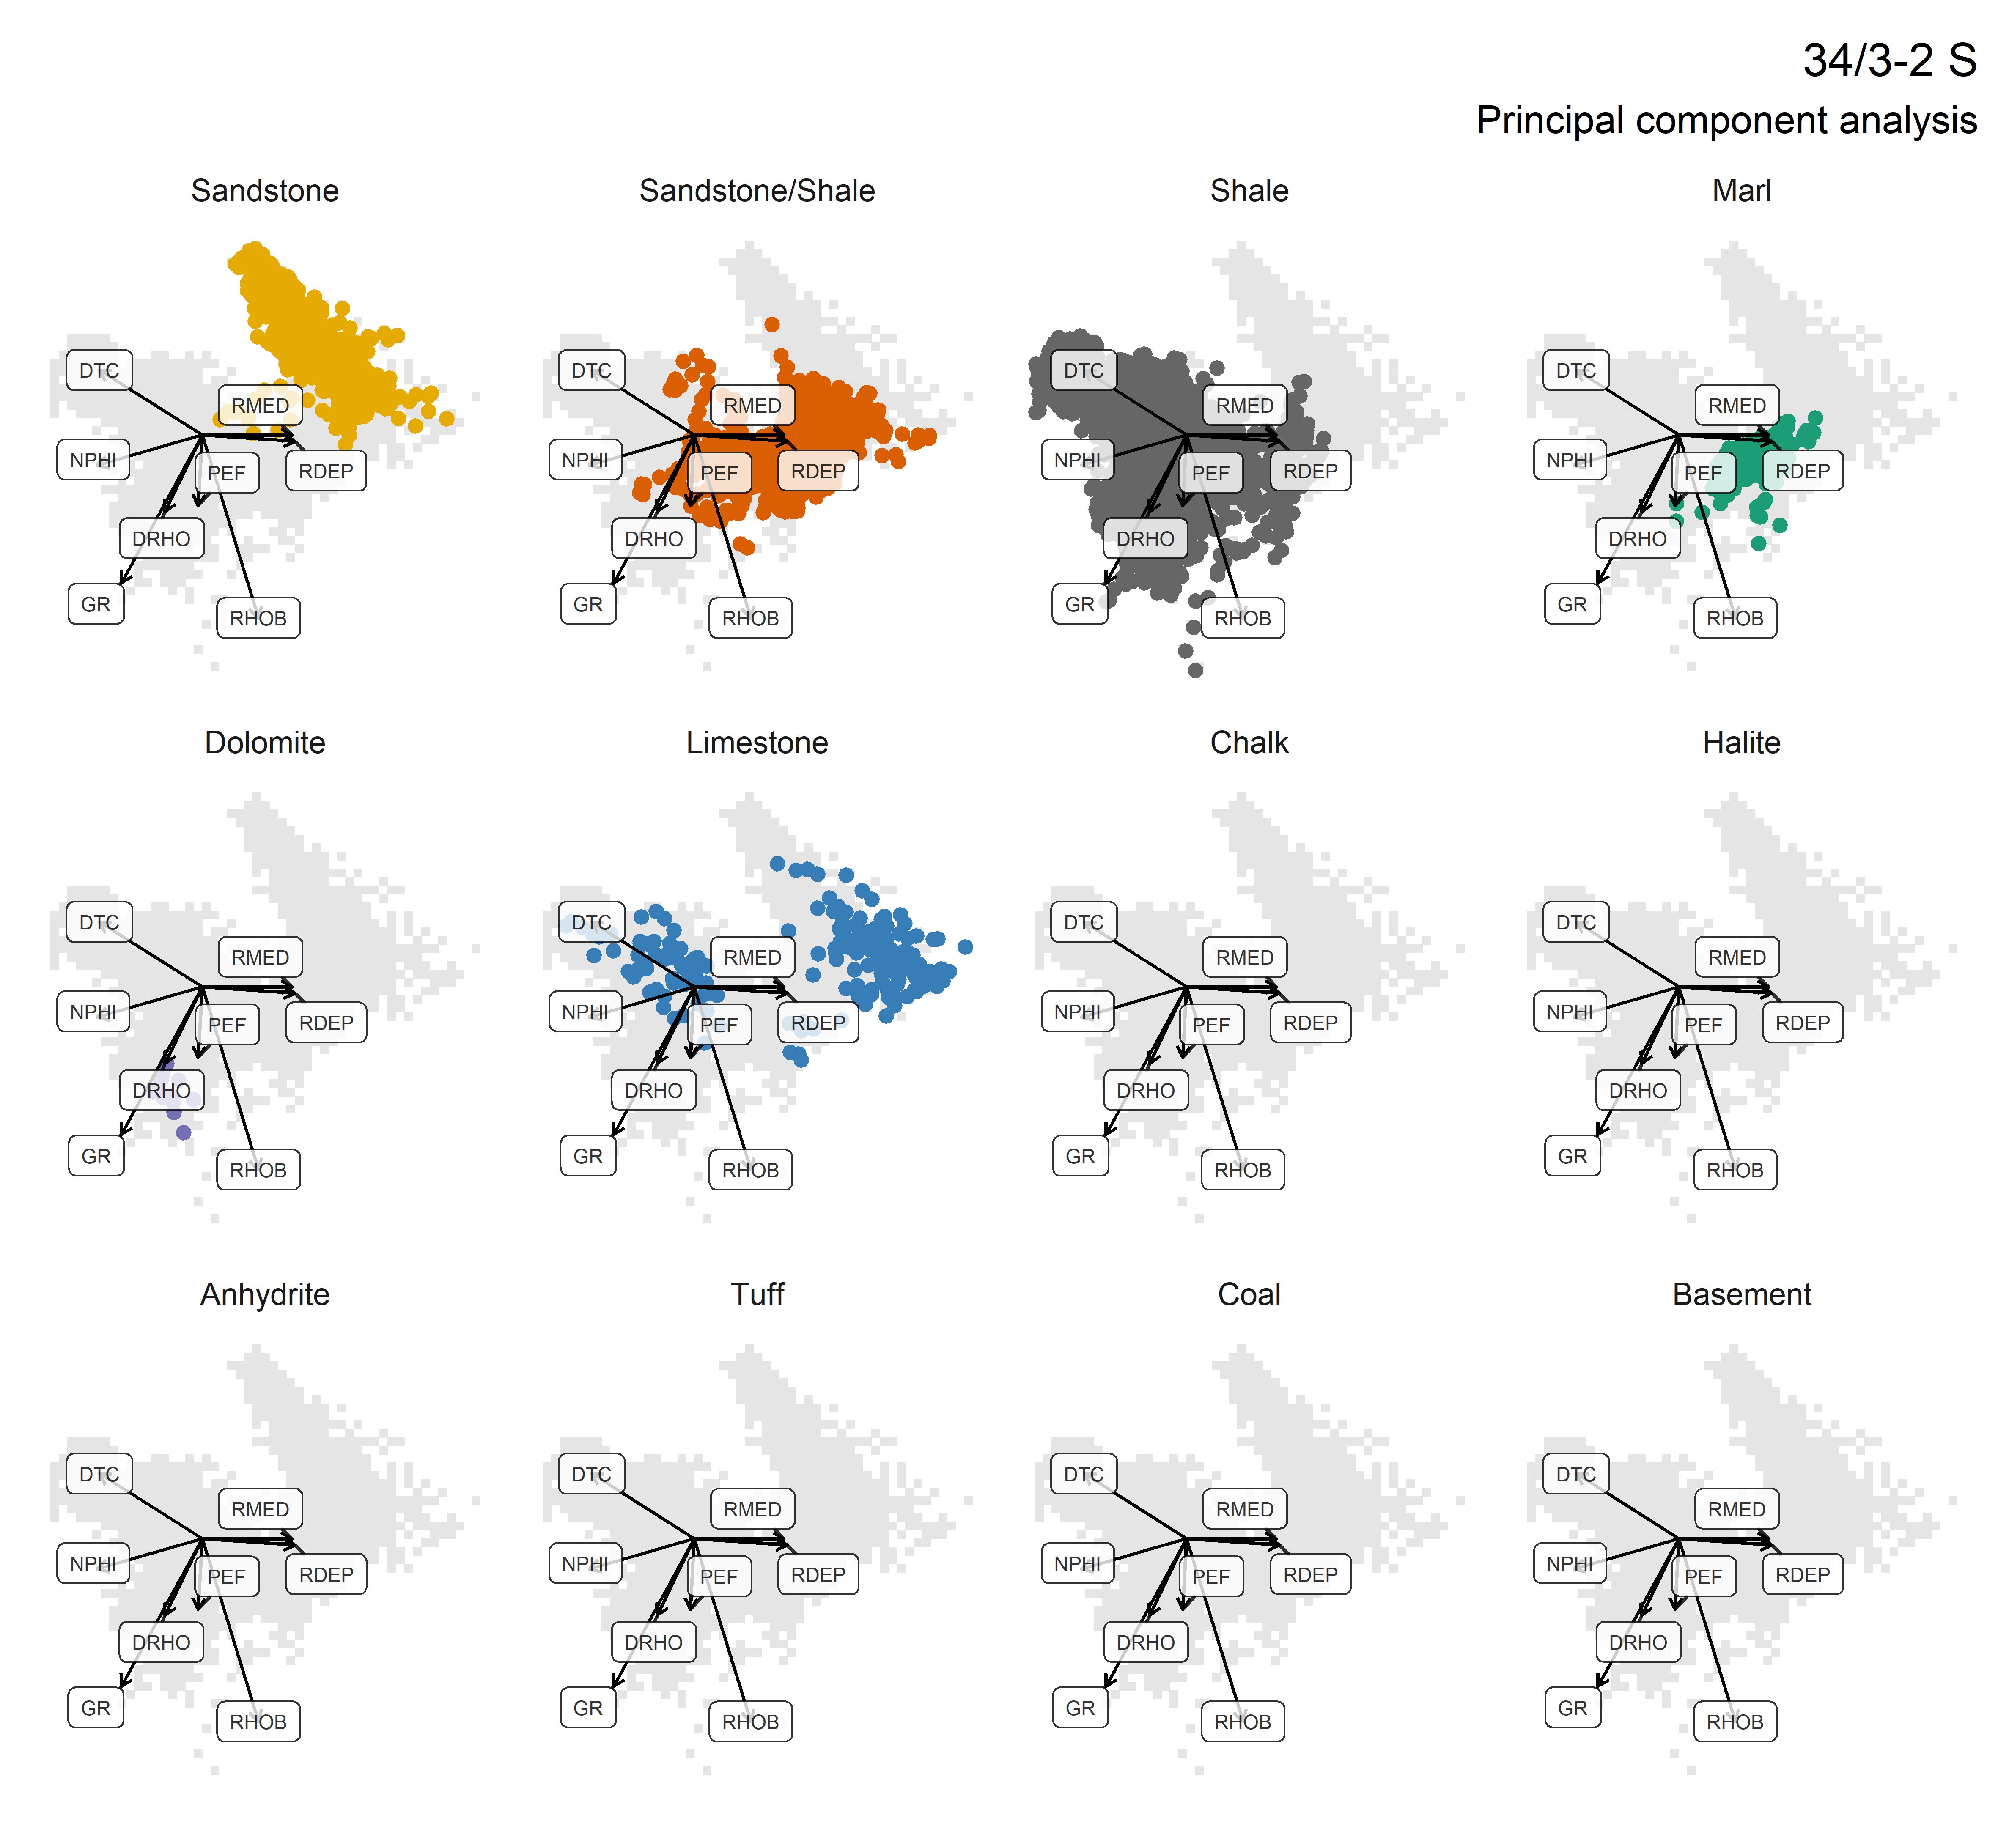 34/3-2 S
Principal component analysis
Sandstone
DTC
RMED
NPHI
PEF
RDEP
DRHO
GR
RHOB
Sandstone/Shale
DTC
RMED
NPHI
PEF
RDEP
DRHO
GR
RHOB
Shale
DTC
RMED
NPHI
PEF
RDEP
DRHO
GR
RHOB
Marl
DTC
RMED
NPHI
PEF
RDEP
DRHO
GR
RHOB
Dolomite
DTC
RMED
NPHI
PEF
RDEP
DRHO
GR
RHOB
Limestone
DTC
RMED
NPHI
PEF
RDEP
DRHO
GR
RHOB
Chalk
DTC
RMED
NPHI
PEF
RDEP
DRHO
GR
RHOB
Halite
DTC
RMED
NPHI
PEF
RDEP
DRHO
GR
RHOB
Anhydrite
DTC
RMED
NPHI
PEF
RDEP
DRHO
GR
RHOB
Tuff
DTC
RMED
NPHI
PEF
RDEP
DRHO
GR
RHOB
Coal
DTC
RMED
NPHI
PEF
RDEP
DRHO
GR
RHOB
Basement
DTC
RMED
NPHI
PEF
RDEP
DRHO
GR
RHOB